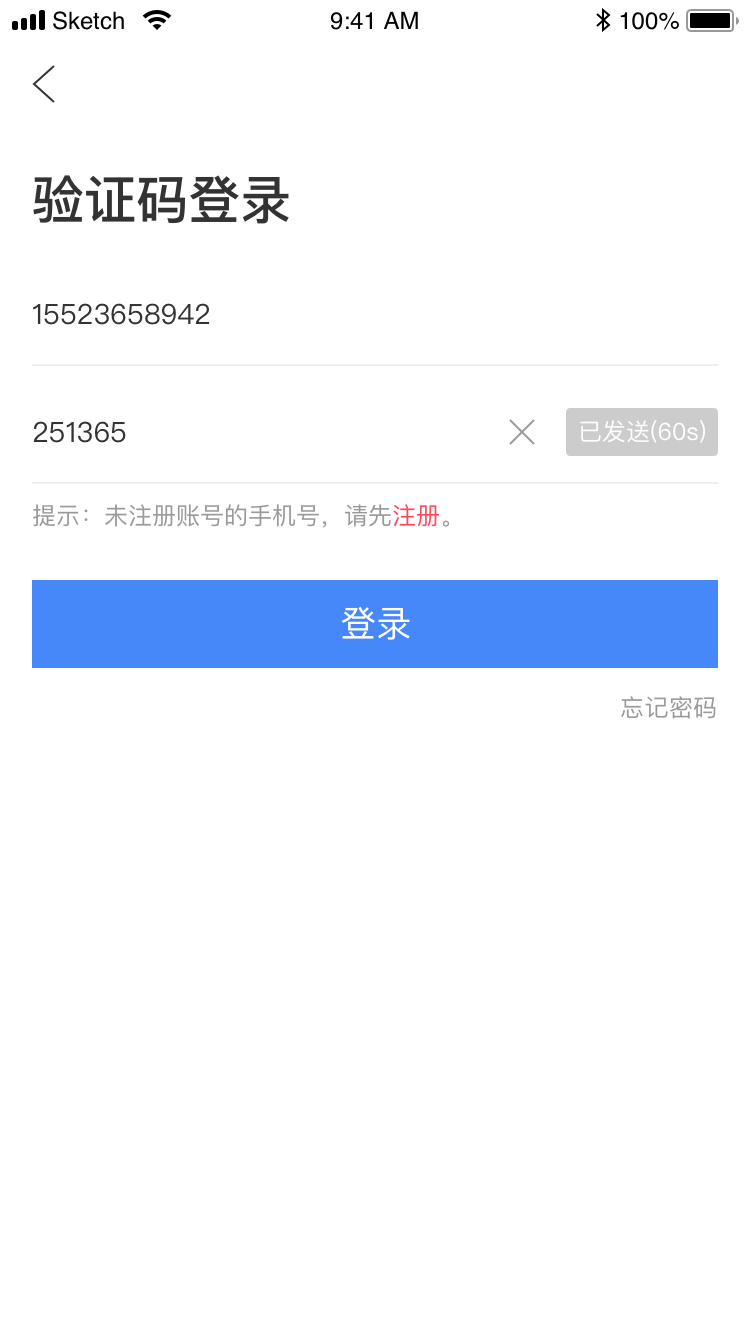 Sketch 9:41 AM 100%
验证码登录
15523658942
251365 已发送(60s)
提示：未注册账号的手机号，请先注册。
登录
忘记密码